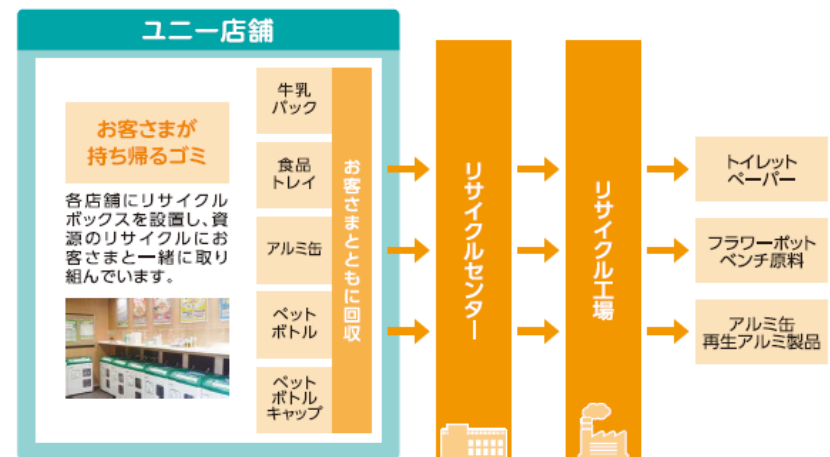 ユニー店舗
お客さまが
持ち帰るゴミ
各店舗にリサイクル
ボックスを設置し、資
源のリサイクルにお
客さまと一緒に取り
組んでいます。
牛乳
パック
食品
トレイ
アルミ缶
ペット
ボトル
ペット
ボトル
キャップ
お客さまとともに回収
リサイクルセンター
リサイクル工場
トイレット
ペーパー
フラワーポット
ベンチ原料
アルミ缶
再生アルミ製品